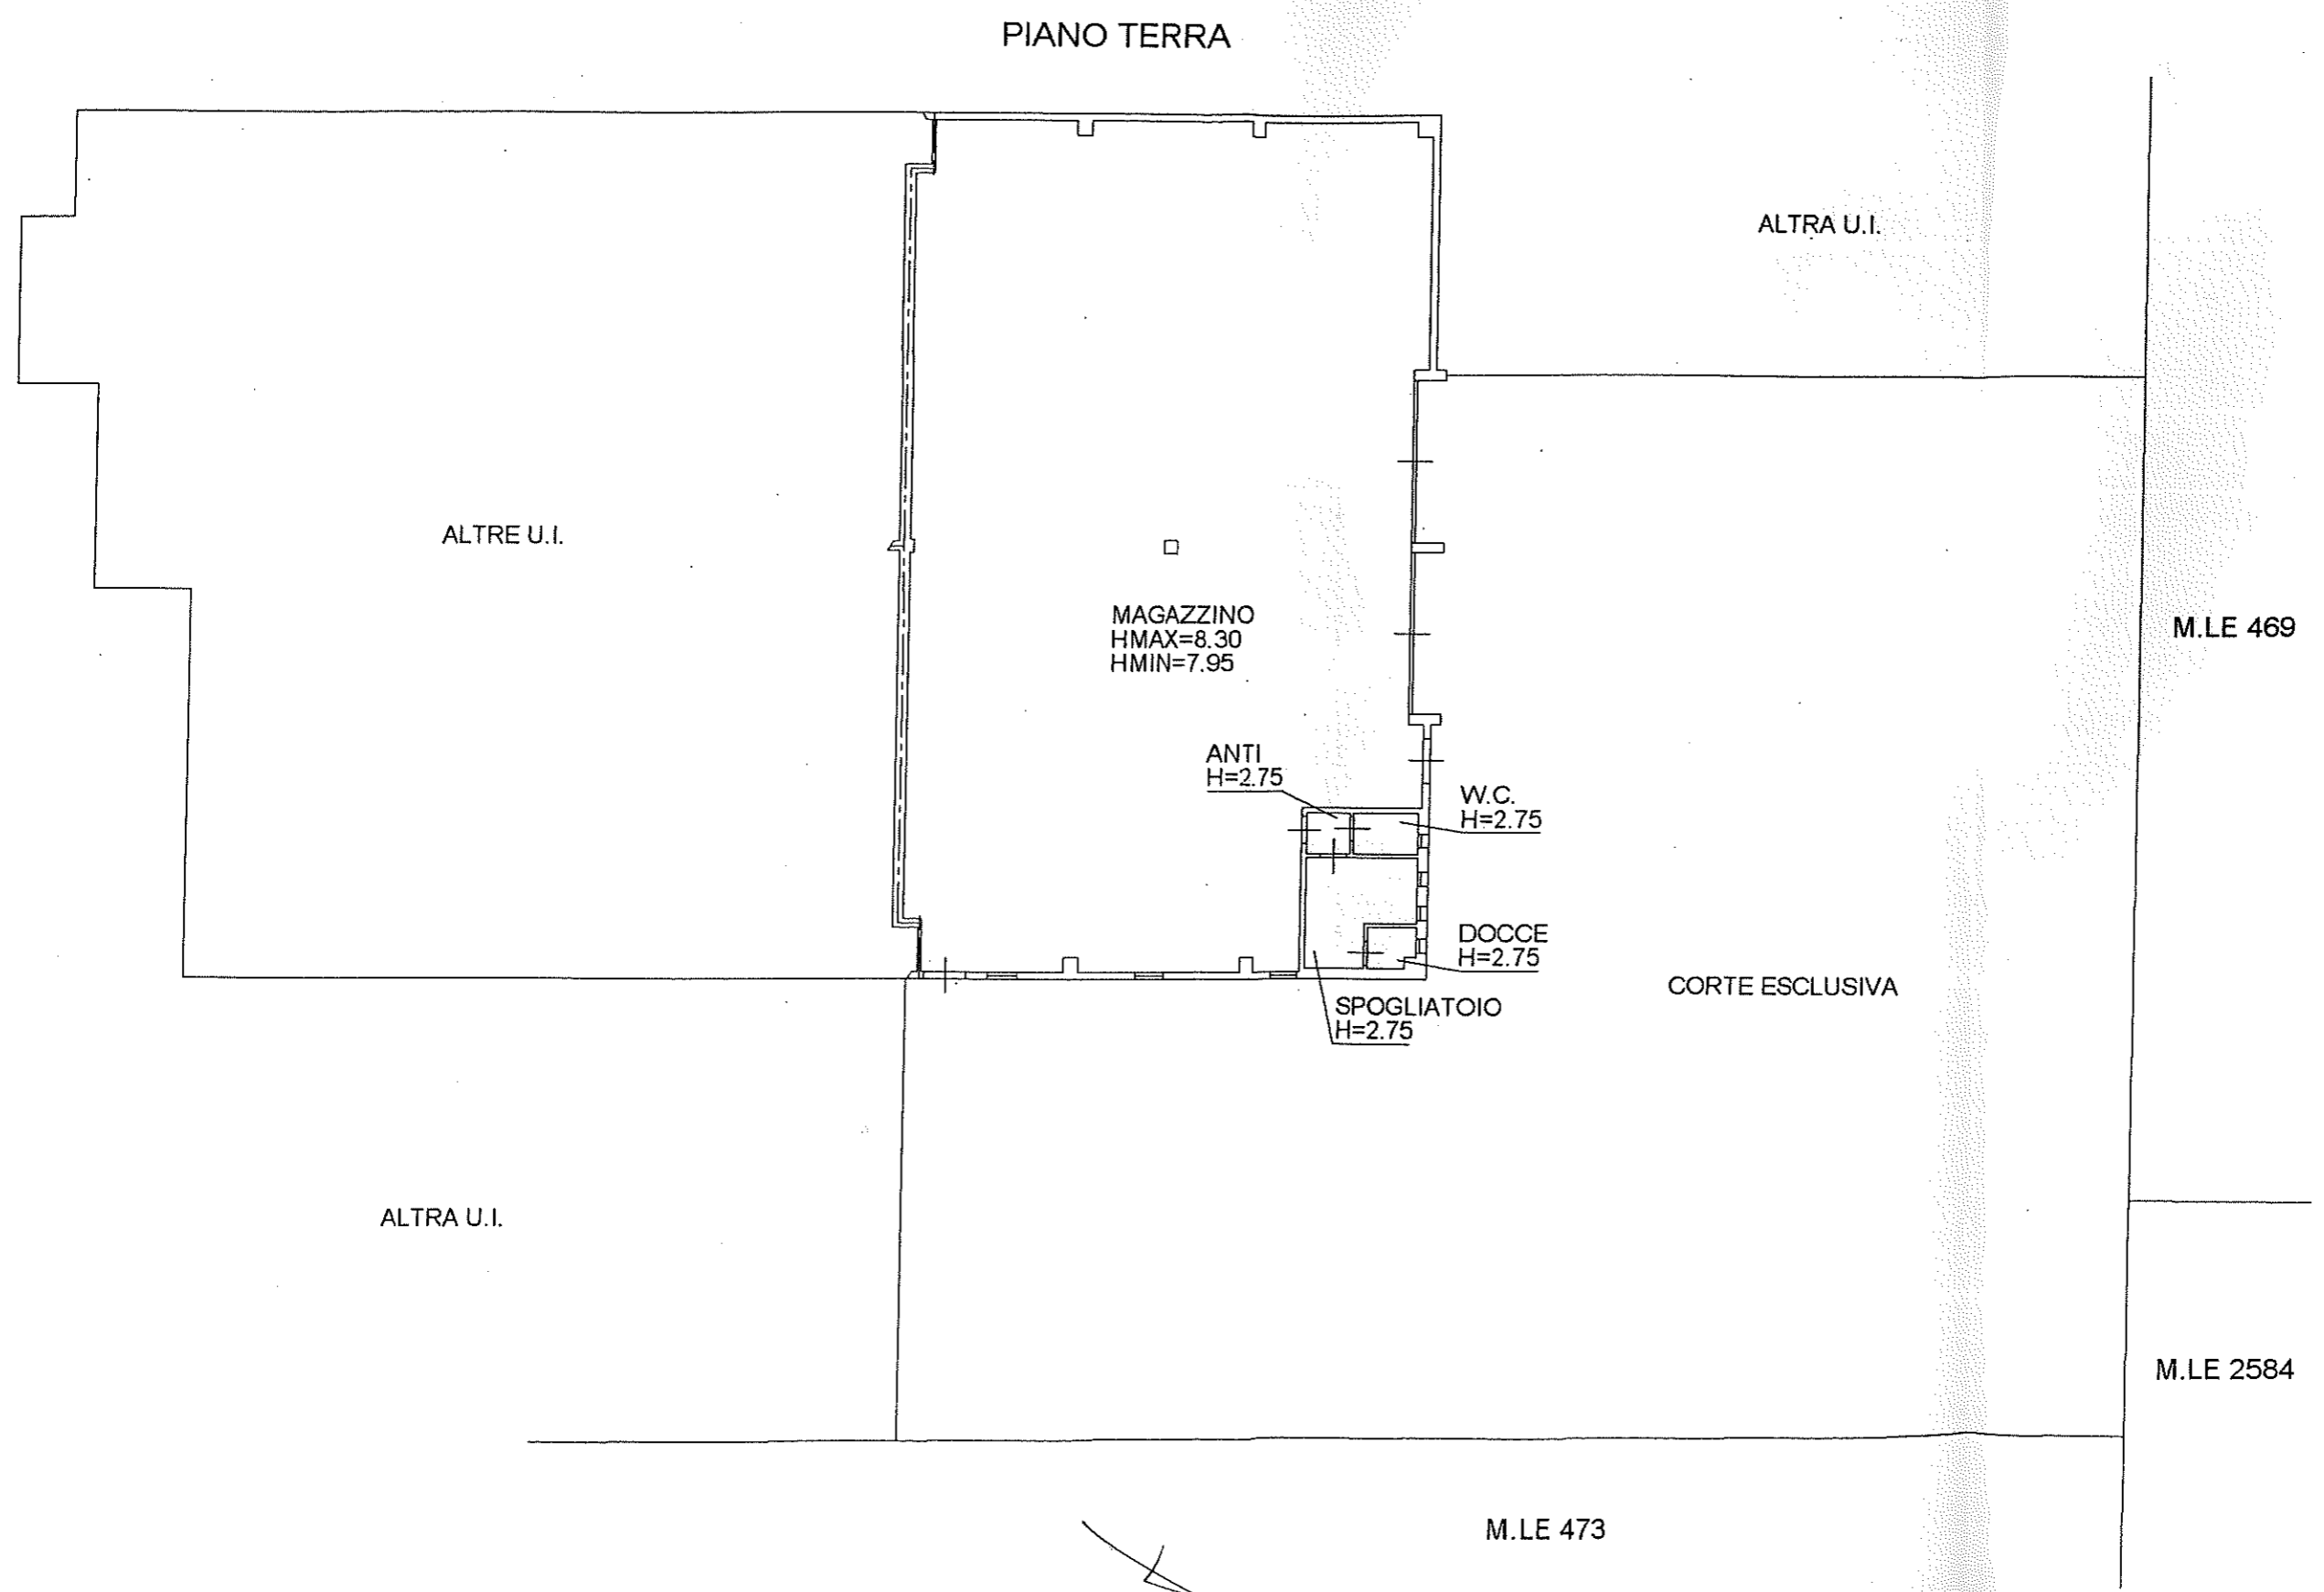 PIANO TERRA
ALTRA U.I.
ALTRE U.I.
MAGAZZINO
HMAX=8.30
HMIN=7.95
M.LE 469
ANTI
H=2.75
W.C.
H=2.75
DOCCE
H=2.75
SPOGLIATOIO
H=2.75
CORTE ESCLUSIVA
ALTRA U.I.
M.LE 2584
M.LE 473